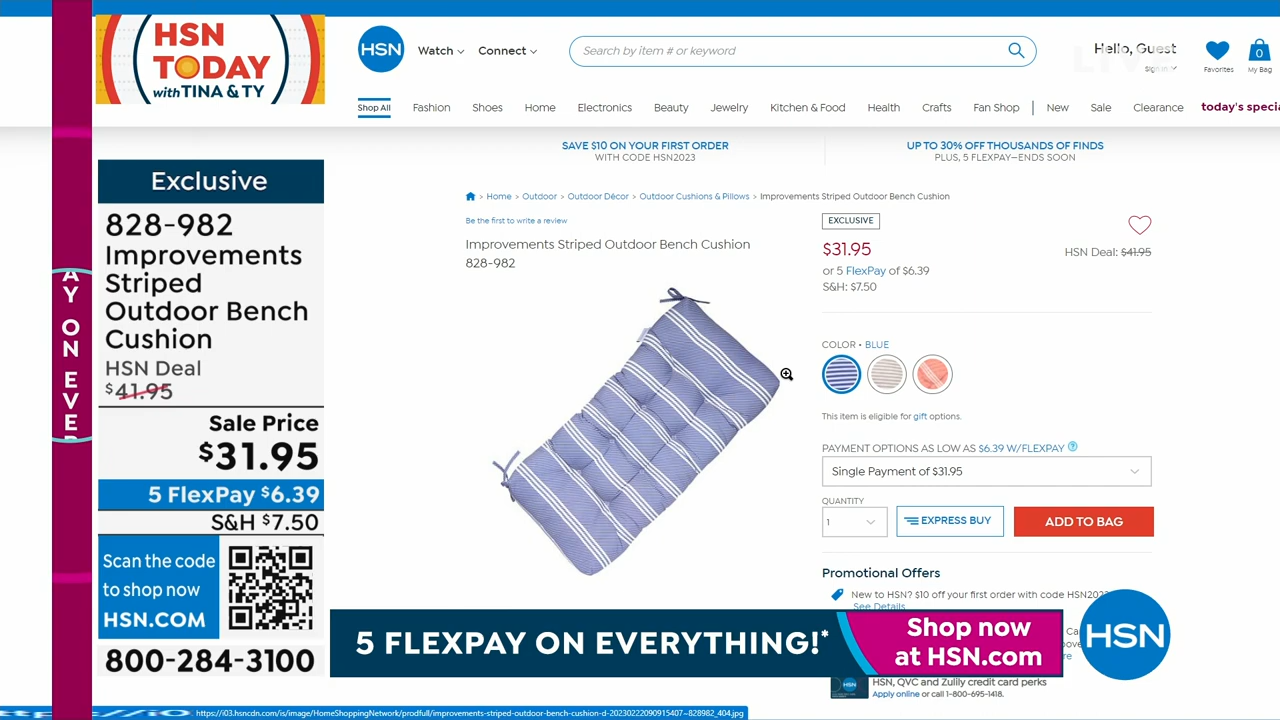 HSN
TODAY
with TINA & TY
AY ON EVE
Exclusive
828-982
Improvements
Striped
Outdoor Bench
Cushion
HSN Deal
$41.95
Sale Price
$31.95
5 FlexPay $6.39
S&H $7.50
Scan the code
to shop now
HSN.COM
800-284-3100
HSN
Watch
Connect
Search by item # or keyword
LIVE
Hello, Guest
Sign In
Favorites
0
My Bag
Shop All Fashion Shoes Home Electronics Beauty Jewelry Kitchen & Food Health Crafts Fan Shop New Sale Clearance today's specia
SAVE $10 ON YOUR FIRST ORDER
WITH CODE HSN2023
UP TO 30% OFF THOUSANDS OF FINDS
PLUS, 5 FLEXPAY—ENDS SOON
> Home > Outdoor > Outdoor Décor > Outdoor Cushions & Pillows > Improvements Striped Outdoor Bench Cushion
Be the first to write a review
Improvements Striped Outdoor Bench Cushion
828-982
EXCLUSIVE
$31.95
HSN Deal: $41.95
or 5 FlexPay of $6.39
S&H: $7.50
COLOR • BLUE
This item is eligible for gift options.
PAYMENT OPTIONS AS LOW AS $6.39 W/FLEXPAY ?
Single Payment of $31.95
QUANTITY
1
EXPRESS BUY
ADD TO BAG
Promotional Offers
New to HSN? $10 off your first order with code HSN202
See Details
5 FLEXPAY ON EVERYTHING!*
Shop now
at HSN.com
HSN
HSN, QVC and Zulily credit card perks
Apply online or call 1-800-695-1418.
https://i03.hsncdn.com/is/image/HomeShoppingNetwork/prodfull/improvements-striped-outdoor-bench-cushion-d-20230222090915407~828982_404.jpg